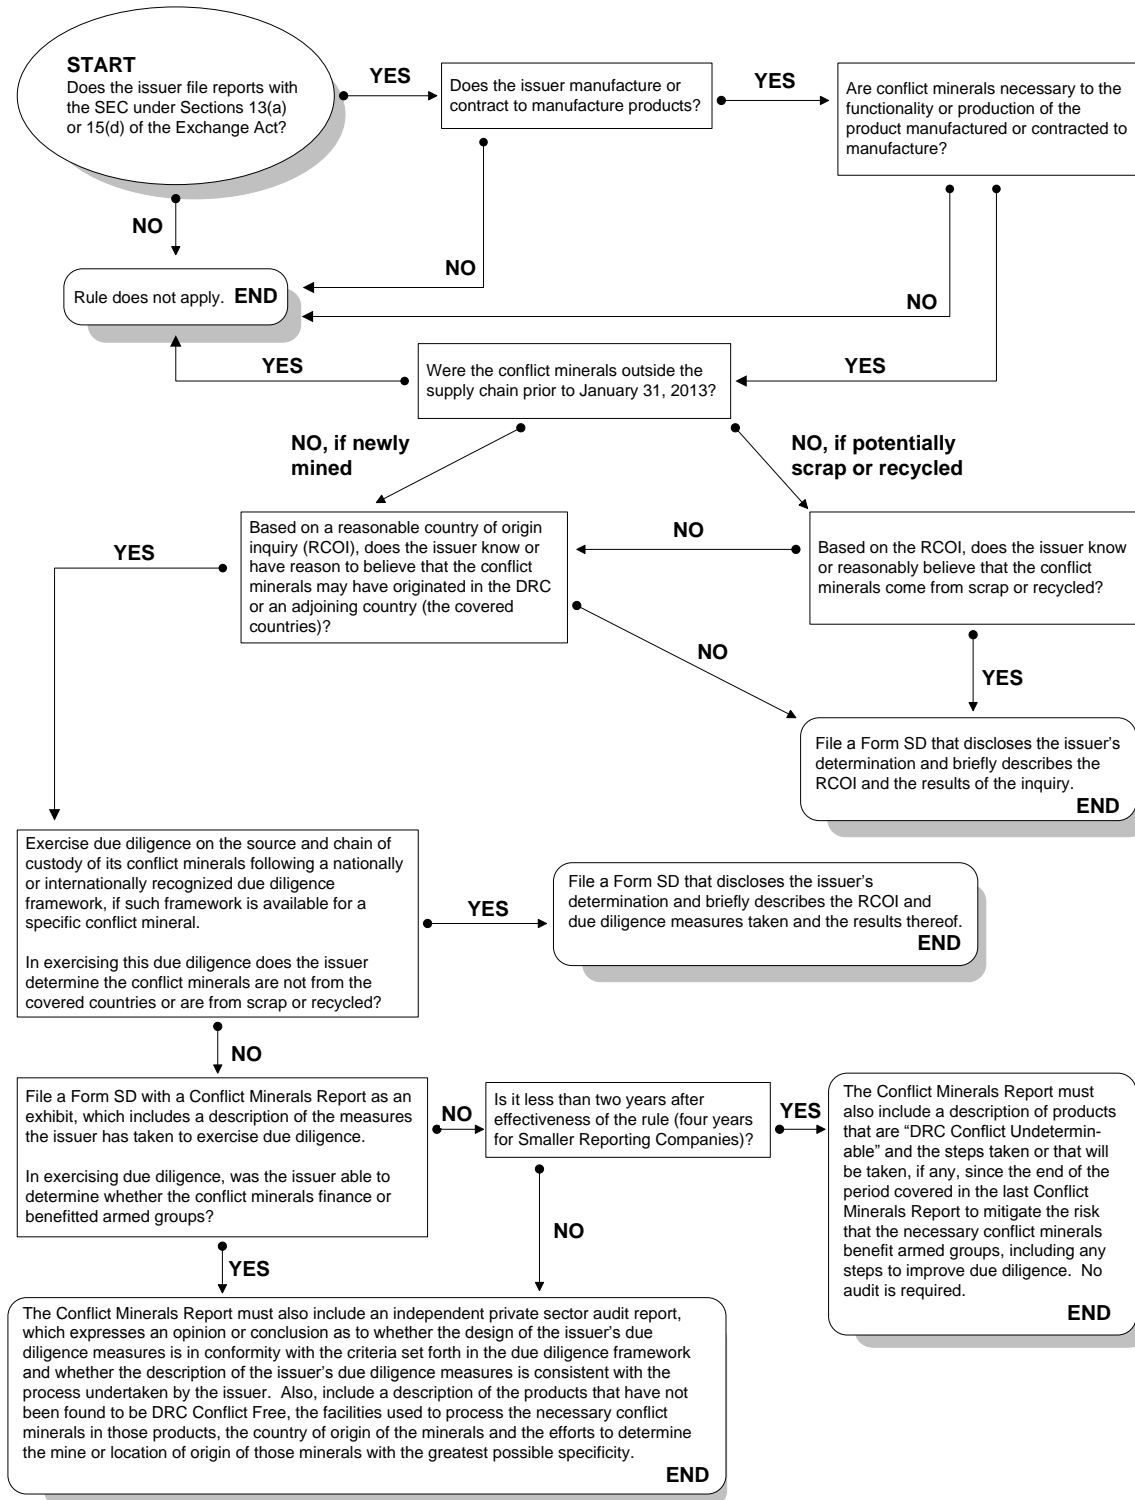 START
Does the issuer file reports with
the SEC under Sections 13(a)
or 15(d) of the Exchange Act?
YES
Does the issuer manufacture or
contract to manufacture products?
YES
Are conflict minerals necessary to the
functionality or production of the
product manufactured or contracted to
manufacture?
NO
NO
NO
Rule does not apply. END
YES
Were the conflict minerals outside the
supply chain prior to January 31, 2013?
YES
NO, if newly
mined
NO, if potentially
scrap or recycled
YES
Based on a reasonable country of origin
inquiry (RCOI), does the issuer know or
have reason to believe that the conflict
minerals may have originated in the DRC
or an adjoining country (the covered
countries)?
NO
Based on the RCOI, does the issuer know
or reasonably believe that the conflict
minerals come from scrap or recycled?
NO
YES
File a Form SD that discloses the issuer's
determination and briefly describes the
RCOI and the results of the inquiry.
END
Exercise due diligence on the source and chain of
custody of its conflict minerals following a nationally
or internationally recognized due diligence
framework, if such framework is available for a
specific conflict mineral.
In exercising this due diligence does the issuer
determine the conflict minerals are not from the
covered countries or are from scrap or recycled?
YES
File a Form SD that discloses the issuer's
determination and briefly describes the RCOI and
due diligence measures taken and the results thereof.
END
NO
File a Form SD with a Conflict Minerals Report as an
exhibit, which includes a description of the measures
the issuer has taken to exercise due diligence.
In exercising due diligence, was the issuer able to
determine whether the conflict minerals finance or
benefitted armed groups?
NO
Is it less than two years after
effectiveness of the rule (four years
for Smaller Reporting Companies)?
YES
The Conflict Minerals Report must
also include a description of products
that are “DRC Conflict Undetermin-
able” and the steps taken or that will
be taken, if any, since the end of the
period covered in the last Conflict
Minerals Report to mitigate the risk
that the necessary conflict minerals
benefit armed groups, including any
steps to improve due diligence. No
audit is required.
END
YES
NO
The Conflict Minerals Report must also include an independent private sector audit report,
which expresses an opinion or conclusion as to whether the design of the issuer's due
diligence measures is in conformity with the criteria set forth in the due diligence framework
and whether the description of the issuer's due diligence measures is consistent with the
process undertaken by the issuer. Also, include a description of the products that have not
been found to be DRC Conflict Free, the facilities used to process the necessary conflict
minerals in those products, the country of origin of the minerals and the efforts to determine
the mine or location of origin of those minerals with the greatest possible specificity.
END